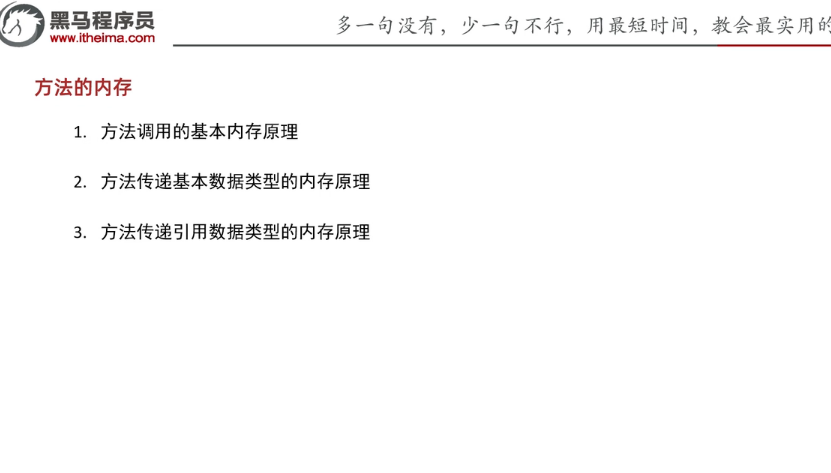 黑马程序员
www.itheima.com
多一句没有，少一句不行，用最短时间，教会最实用的
方法的内存
1. 方法调用的基本内存原理
2. 方法传递基本数据类型的内存原理
3. 方法传递引用数据类型的内存原理